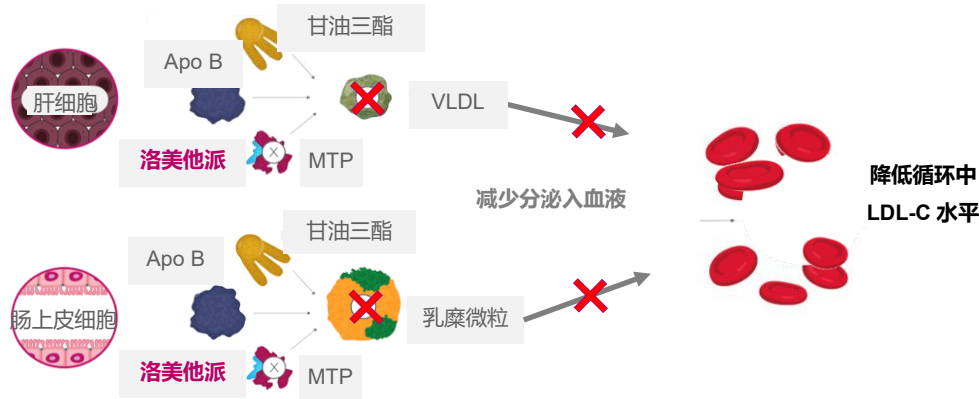 甘油三酯
Apo B
肝细胞
VLDL
洛美他派
X
MTP
减少分泌入血液
降低循环中
LDL-C 水平
甘油三酯
Apo B
肠上皮细胞
乳糜微粒
洛美他派
X
MTP